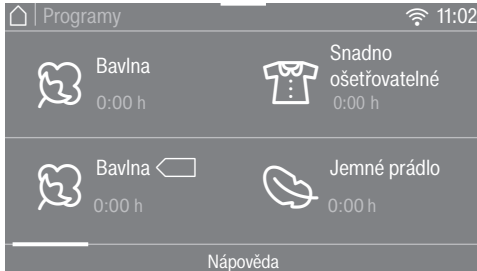 Programy
11:02
Bavlna
0:00 h
Snadno
ošetřovatelné
0:00 h
Bavlna
0:00 h
Jemné prádlo
0:00 h
Nápověda